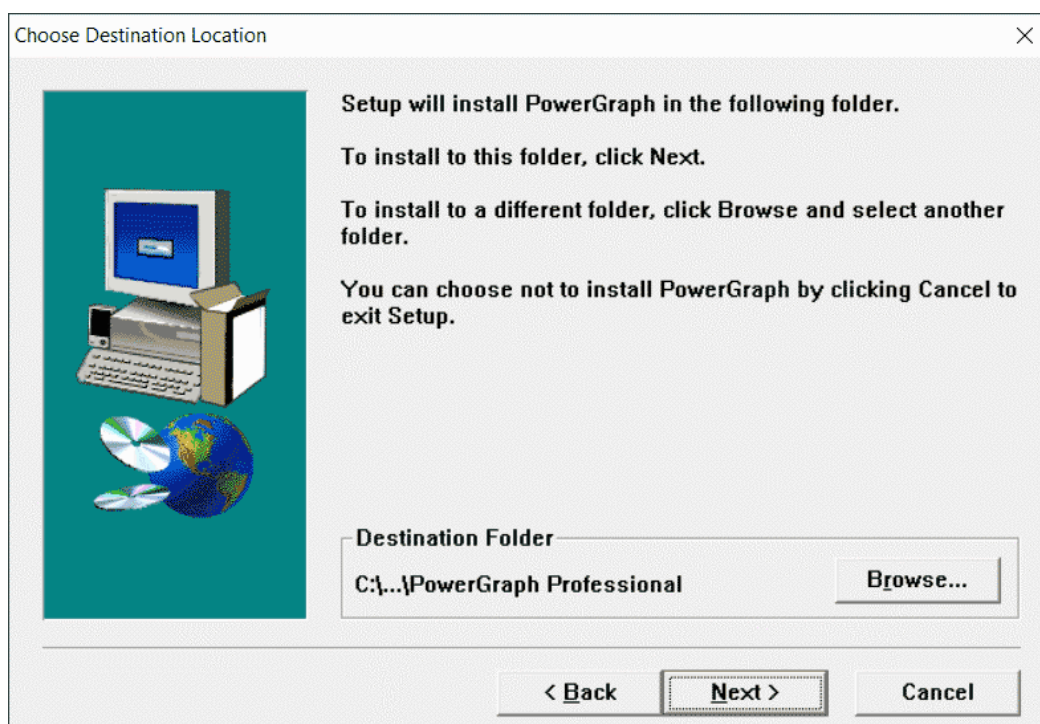 Choose Destination Location
Setup will install PowerGraph in the following folder.
To install to this folder, click Next.
To install to a different folder, click Browse and select another
folder.
You can choose not to install PowerGraph by clicking Cancel to
exit Setup.
Destination Folder
C:\...\PowerGraph Professional
Browse...
< Back
Next >
Cancel